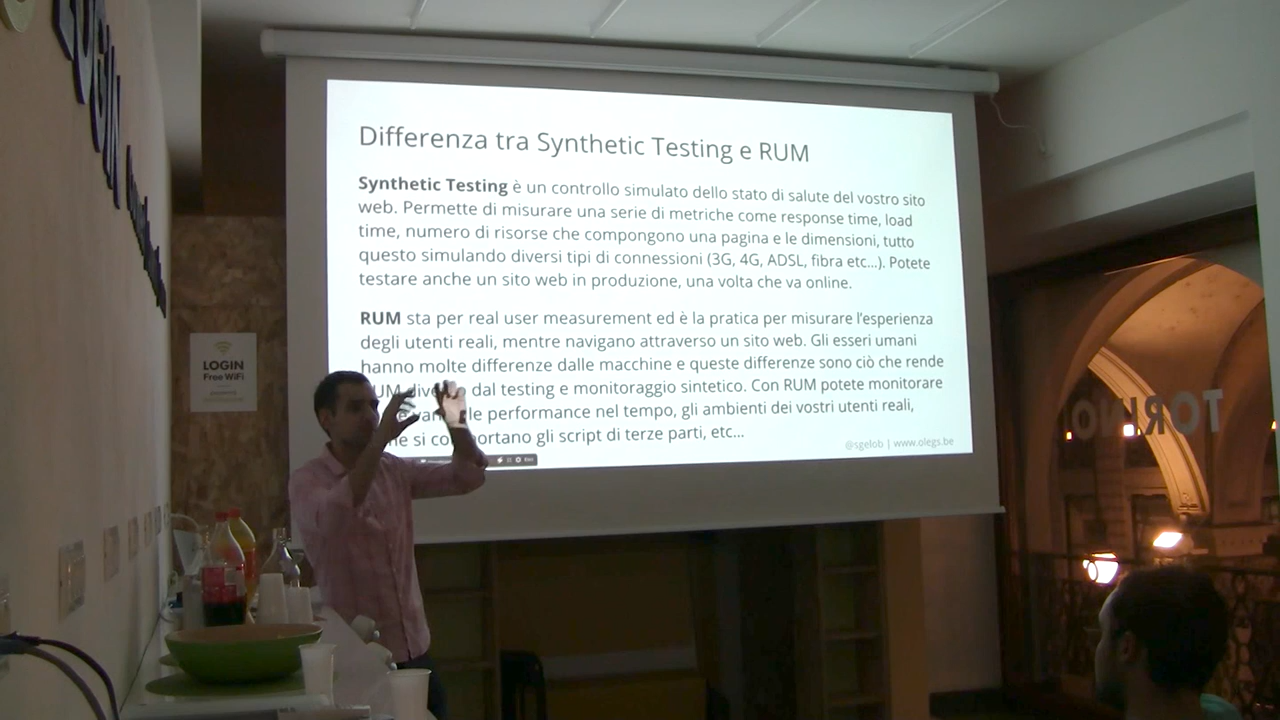 LOGIN
Differenza tra Synthetic Testing e RUM
Synthetic Testing è un controllo simulato dello stato di salute del vostro sito
web. Permette di misurare una serie di metriche come response time, load
time, numero di risorse che compongono una pagina e le dimensioni, tutto
questo simulando diversi tipi di connessioni (3G, 4G, ADSL, fibra etc...). Potete
testare anche un sito web in produzione, una volta che va online.
RUM sta per real user measurement ed è la pratica per misurare l'esperienza
degli utenti reali, mentre navigano attraverso un sito web. Gli esseri umani
hanno molte differenze dalle macchine e queste differenze sono ciò che rende
RUM dal testing e monitoraggio sintetico. Con RUM potete monitorare
le performance nel tempo, gli ambienti dei vostri utenti reali,
si gli script di terze parti, etc...
@sgelob | www.olegs.be
LOGIN
Free WiFi
TORINO